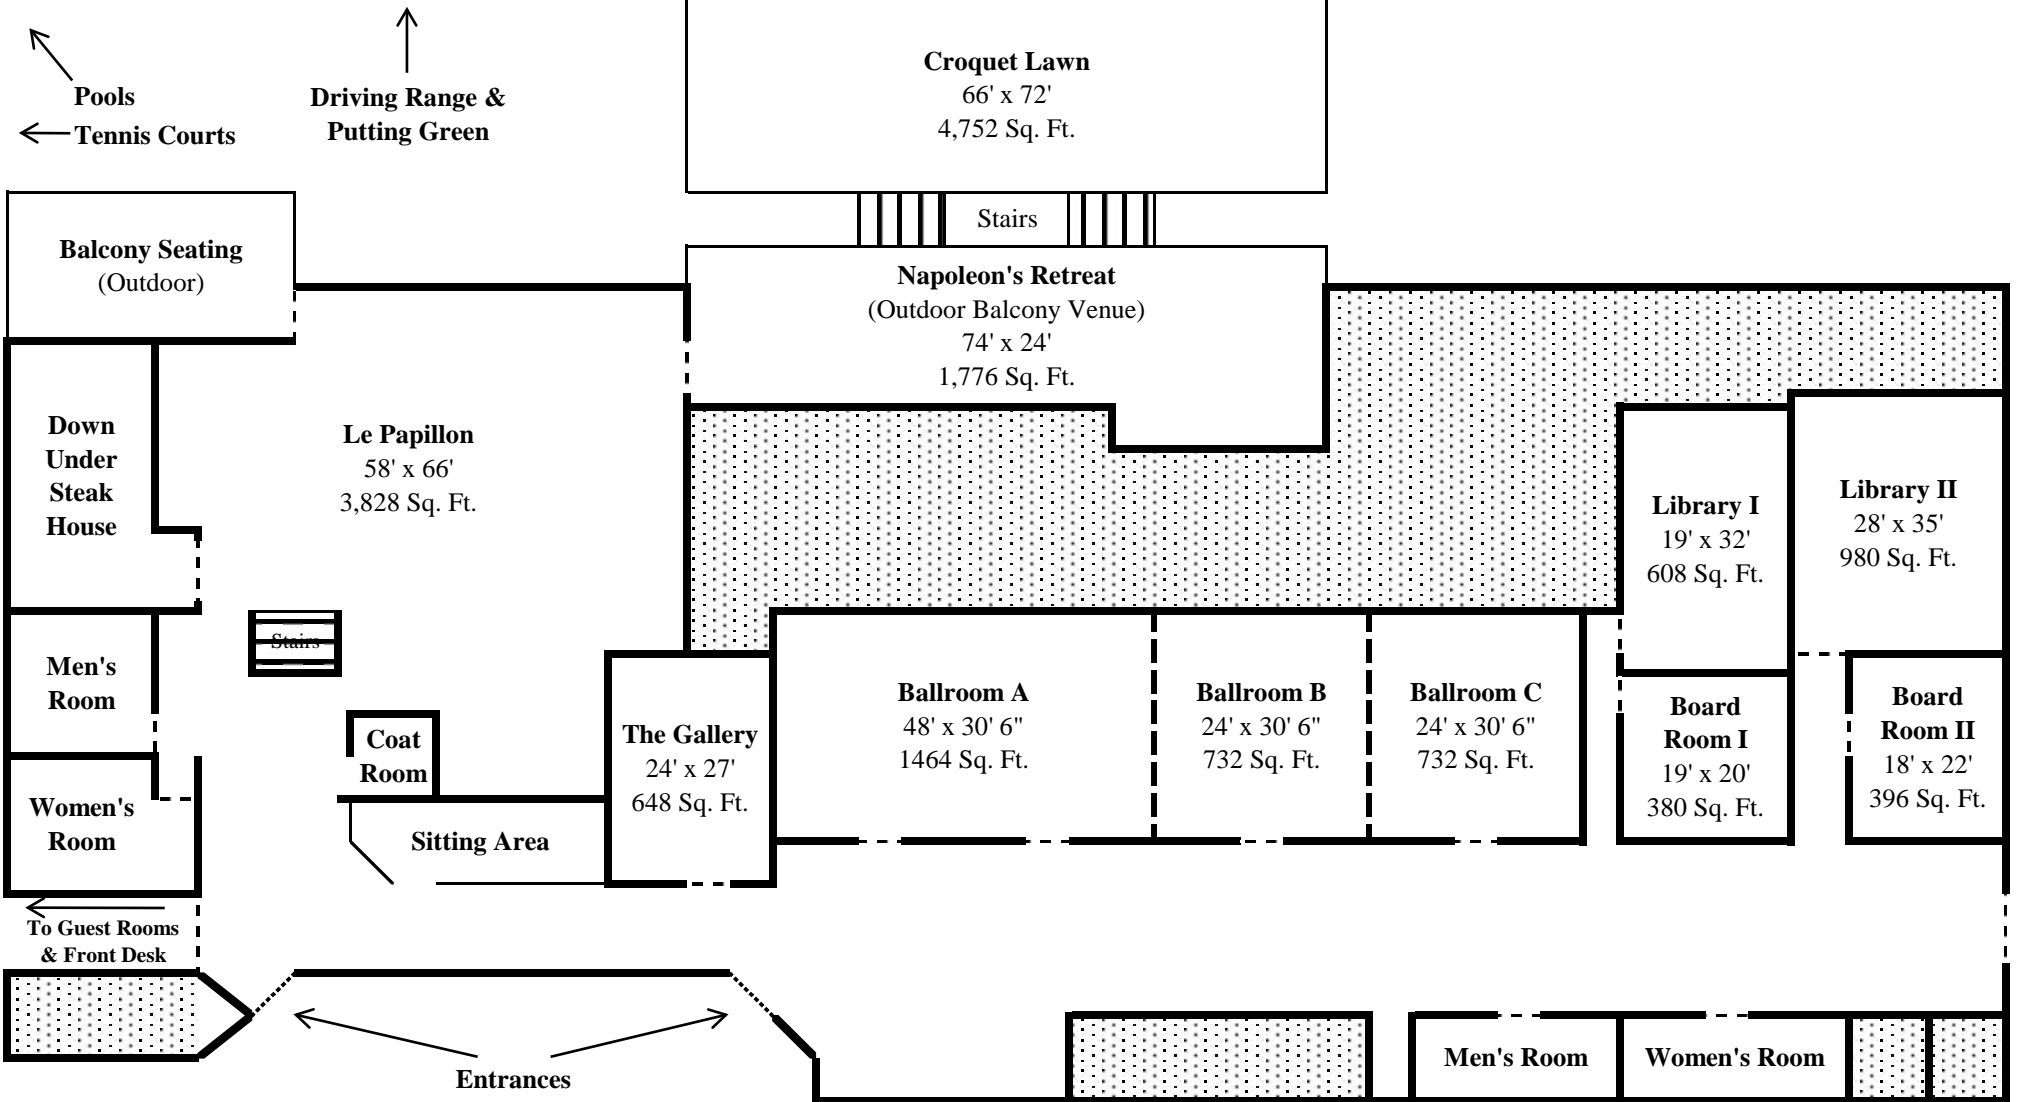 Pools
Tennis Courts
Driving Range &
Putting Green
Croquet Lawn
66' x 72'
4,752 Sq. Ft.
Stairs
Balcony Seating
(Outdoor)
Napoleon's Retreat
(Outdoor Balcony Venue)
74' x 24'
1,776 Sq. Ft.
Down
Under
Steak
House
Le Papillon
58' x 66'
3,828 Sq. Ft.
Library I
19' x 32'
608 Sq. Ft.
Library II
28' x 35'
980 Sq. Ft.
Stairs
Men's
Room
Coat
Room
The Gallery
24' x 27'
648 Sq. Ft.
Ballroom A
48' x 30' 6"
1464 Sq. Ft.
Ballroom B
24' x 30' 6"
732 Sq. Ft.
Ballroom C
24' x 30' 6"
732 Sq. Ft.
Board
Room I
19' x 20'
380 Sq. Ft.
Board
Room II
18' x 22'
396 Sq. Ft.
Women's
Room
Sitting Area
To Guest Rooms
& Front Desk
Entrances
Men's Room
Women's Room